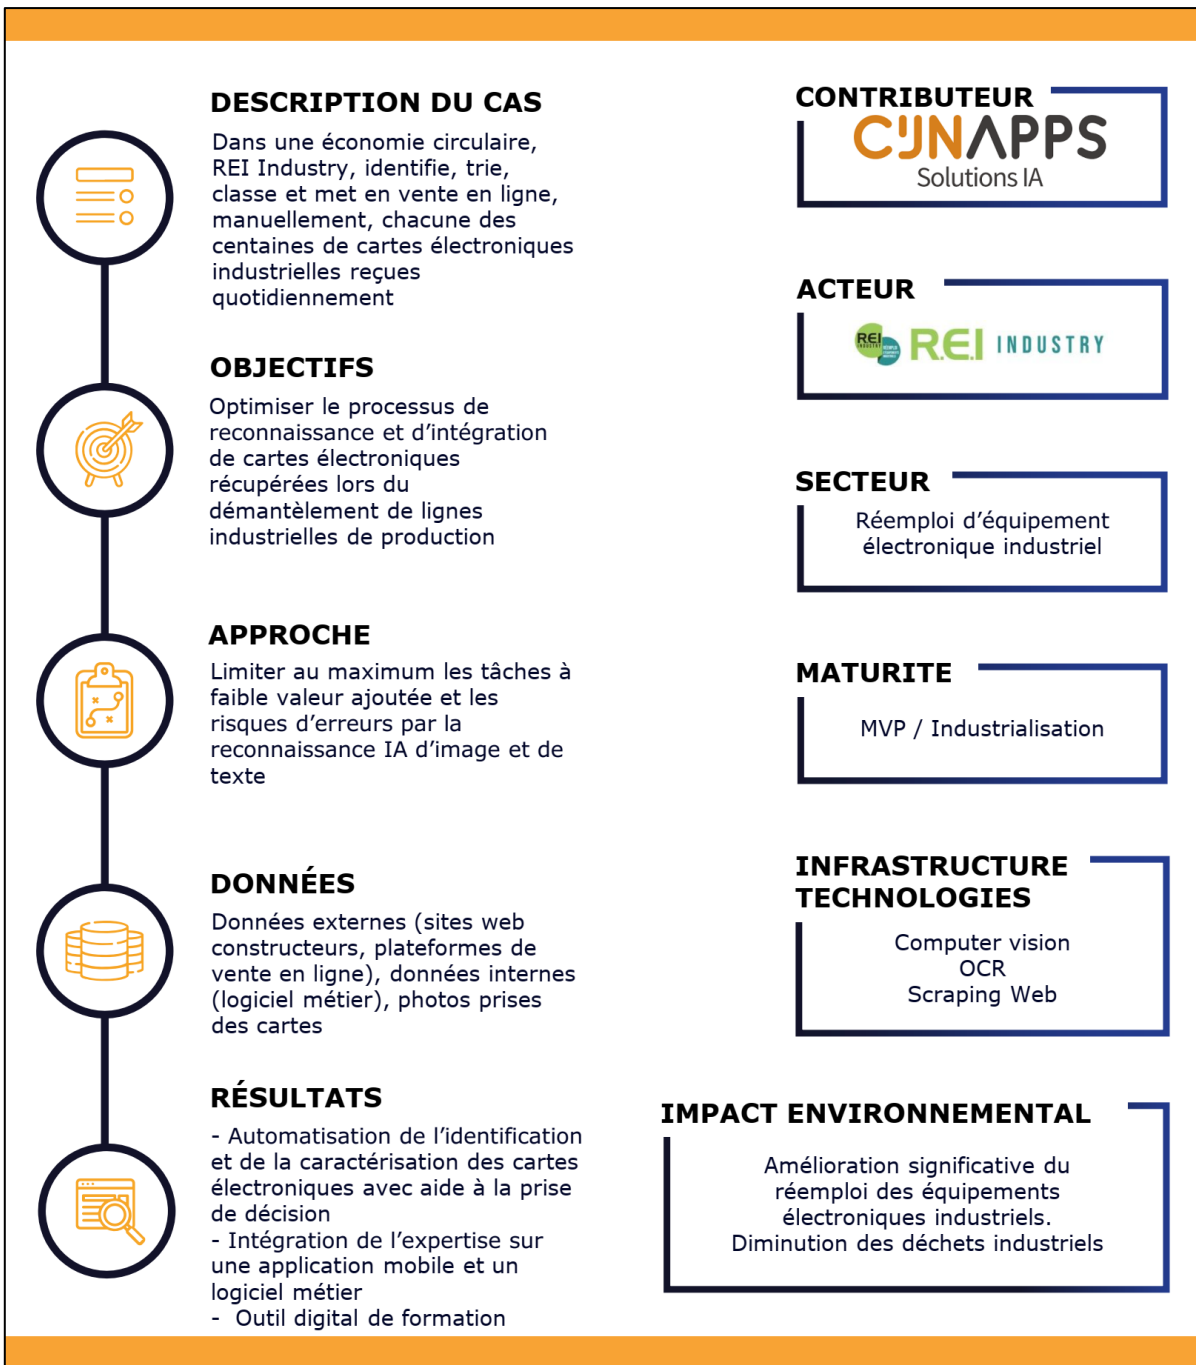 DESCRIPTION DU CAS
Dans une économie circulaire,
REI Industry, identifie, trie,
classe et met en vente en ligne,
manuellement, chacune des
centaines de cartes électroniques
industrielles reçues
quotidiennement
OBJECTIFS
Optimiser le processus de
reconnaissance et d’intégration
de cartes électroniques
récupérées lors du
démantèlement de lignes
industrielles de production
APPROCHE
Limiter au maximum les tâches à
faible valeur ajoutée et les
risques d’erreurs par la
reconnaissance IA d’image et de
texte
DONNÉES
Données externes (sites web
constructeurs, plateformes de
vente en ligne), données internes
(logiciel métier), photos prises
des cartes
RÉSULTATS
- Automatisation de l’identification
et de la caractérisation des cartes
électroniques avec aide à la prise
de décision
- Intégration de l’expertise sur
une application mobile et un
logiciel métier
- Outil digital de formation
CONTRIBUTEUR
CIJNAPPS
Solutions IA
ACTEUR
REI
INDUSTRY
R.E.I INDUSTRY
SECTEUR
Réemploi d’équipement
électronique industriel
MATURITE
MVP / Industrialisation
INFRASTRUCTURE
TECHNOLOGIES
Computer vision
OCR
Scraping Web
IMPACT ENVIRONNEMENTAL
Amélioration significative du
réemploi des équipements
électroniques industriels.
Diminution des déchets industriels